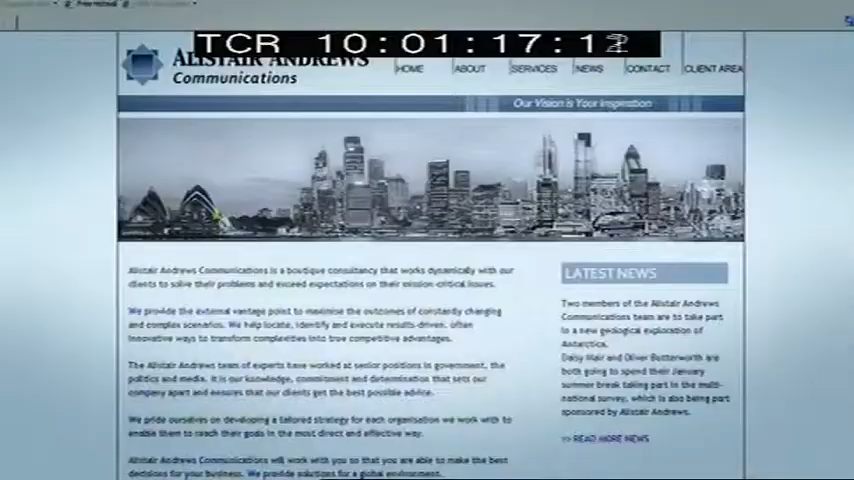 TCR 10:01:17:12
ALISTAIR ANDREWS
Communications
HOME ABOUT SERVICES NEWS CONTACT CLIENT AREA
Our Vision is Your Inspiration
Alistair Andrews Communications is a boutique consultancy that works dynamically with our
clients to solve their problems and exceed expectations on their mission-critical issues.
We provide the external vantage point to maximise the outcomes of constantly changing
and complex scenarios. We help locate, identify and execute results-driven, often
innovative ways to transform complexities into true competitive advantages.
The Alistair Andrews team of experts have worked at senior positions in government, the
politics and media. It is our knowledge, commitment and determination that sets our
company apart and ensures that our clients get the best possible advice.
We pride ourselves on developing a tailored strategy for each organisation we work with to
enable them to reach their goals in the most direct and effective way.
Alistair Andrews Communications will work with you so that you are able to make the best
decisions for your business. We provide solutions for a global environment.
LATEST NEWS
Two members of the Alistair Andrews
Communications team are to take part
in a new geological exploration of
Antarctica.
Daisy Mair and Oliver Butterworth are
both going to spend their January
summer break taking part in the multi-
national survey, which is also being part
sponsored by Alistair Andrews.
>> READ MORE NEWS